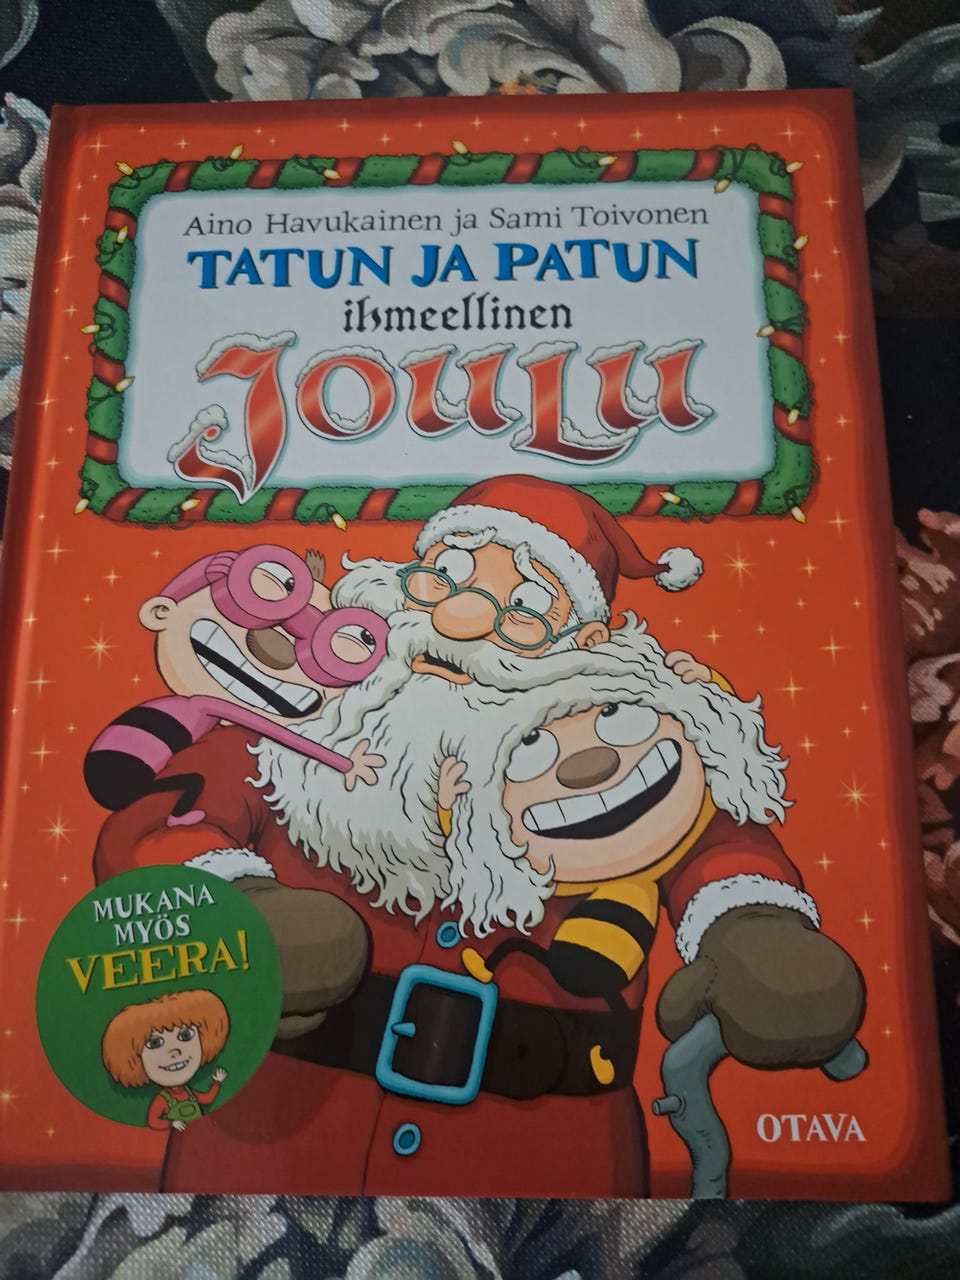 Aino Havukainen ja Sami Toivonen
TATUN JA PATUN
ihmeellinen
JOULU
MUKANA
MYÖS
VEERA!
OTAVA